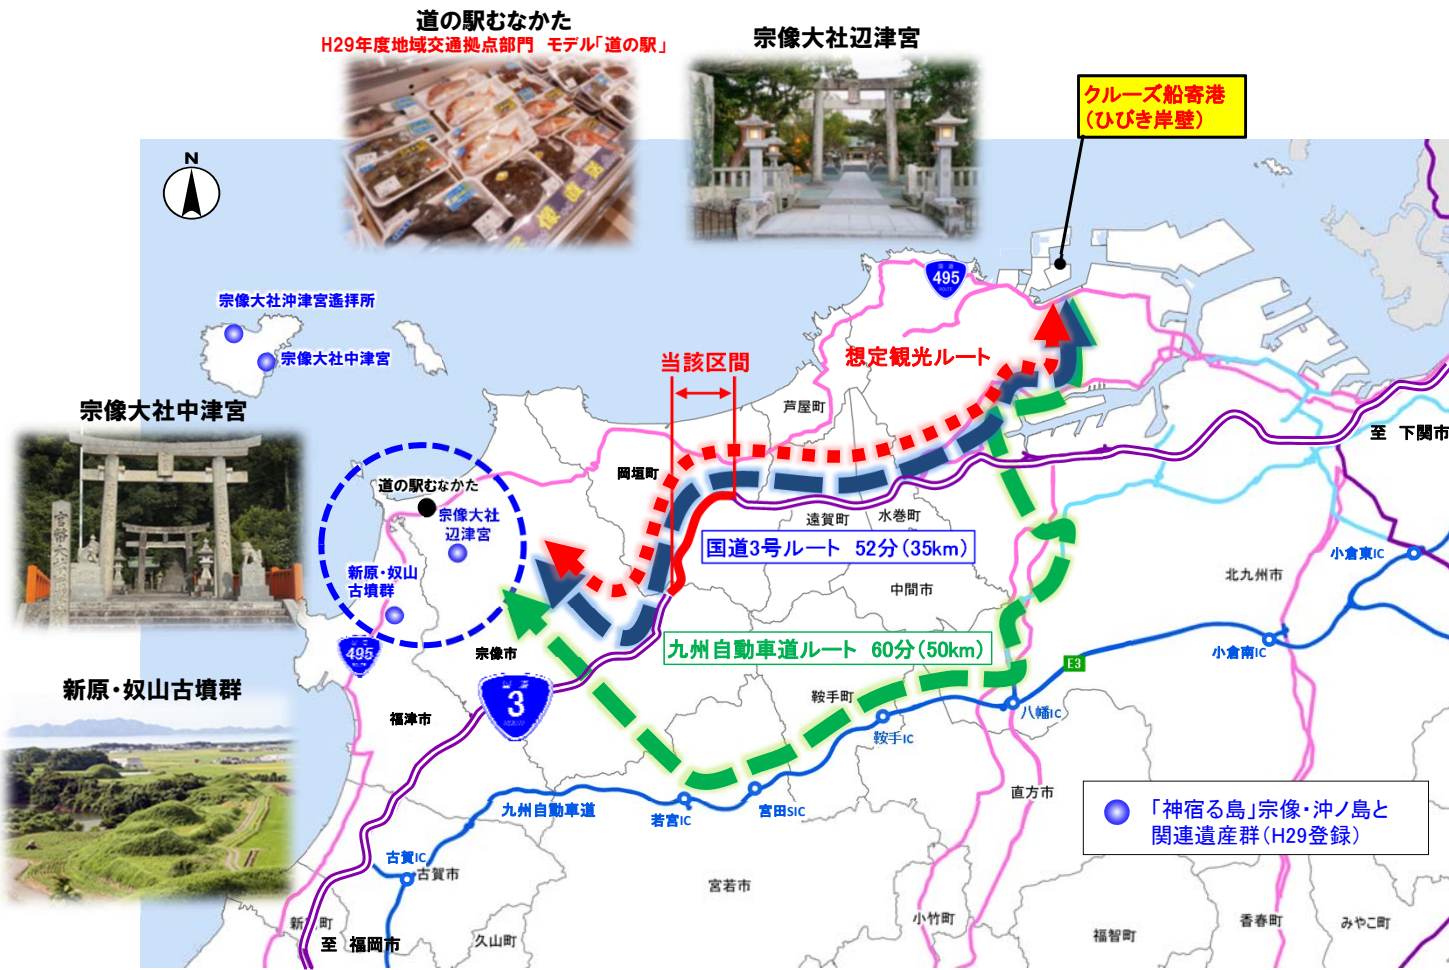 道の駅むなかた
H29年度地域交通拠点部門 モデル「道の駅」
宗像大社辺津宮
クルーズ船寄港
(ひびき岸壁)
N
495
宗像大社沖津宮遙拝所
宗像大社中津宮
当該区間
想定観光ルート
芦屋町
宗像大社中津宮
至 下関市
岡垣町
道の駅むなかた
宗像大社
辺津宮
遠賀町
水巻町
国道3号ルート 52分(35km)
小倉東IC
新原・奴山
古墳群
中間市
北九州市
495
宗像市
九州自動車道ルート 60分(50km)
小倉南IC
E3
新原・奴山古墳群
3
福津市
鞍手町
八幡IC
鞍手IC
九州自動車道
若宮IC
宮田SIC
直方市
「神宿る島」宗像・沖ノ島と
関連遺産群(H29登録)
古賀IC
古賀市
宮若市
小竹町
香春町
みやこ町
福智町
町
至 福岡市
久山町